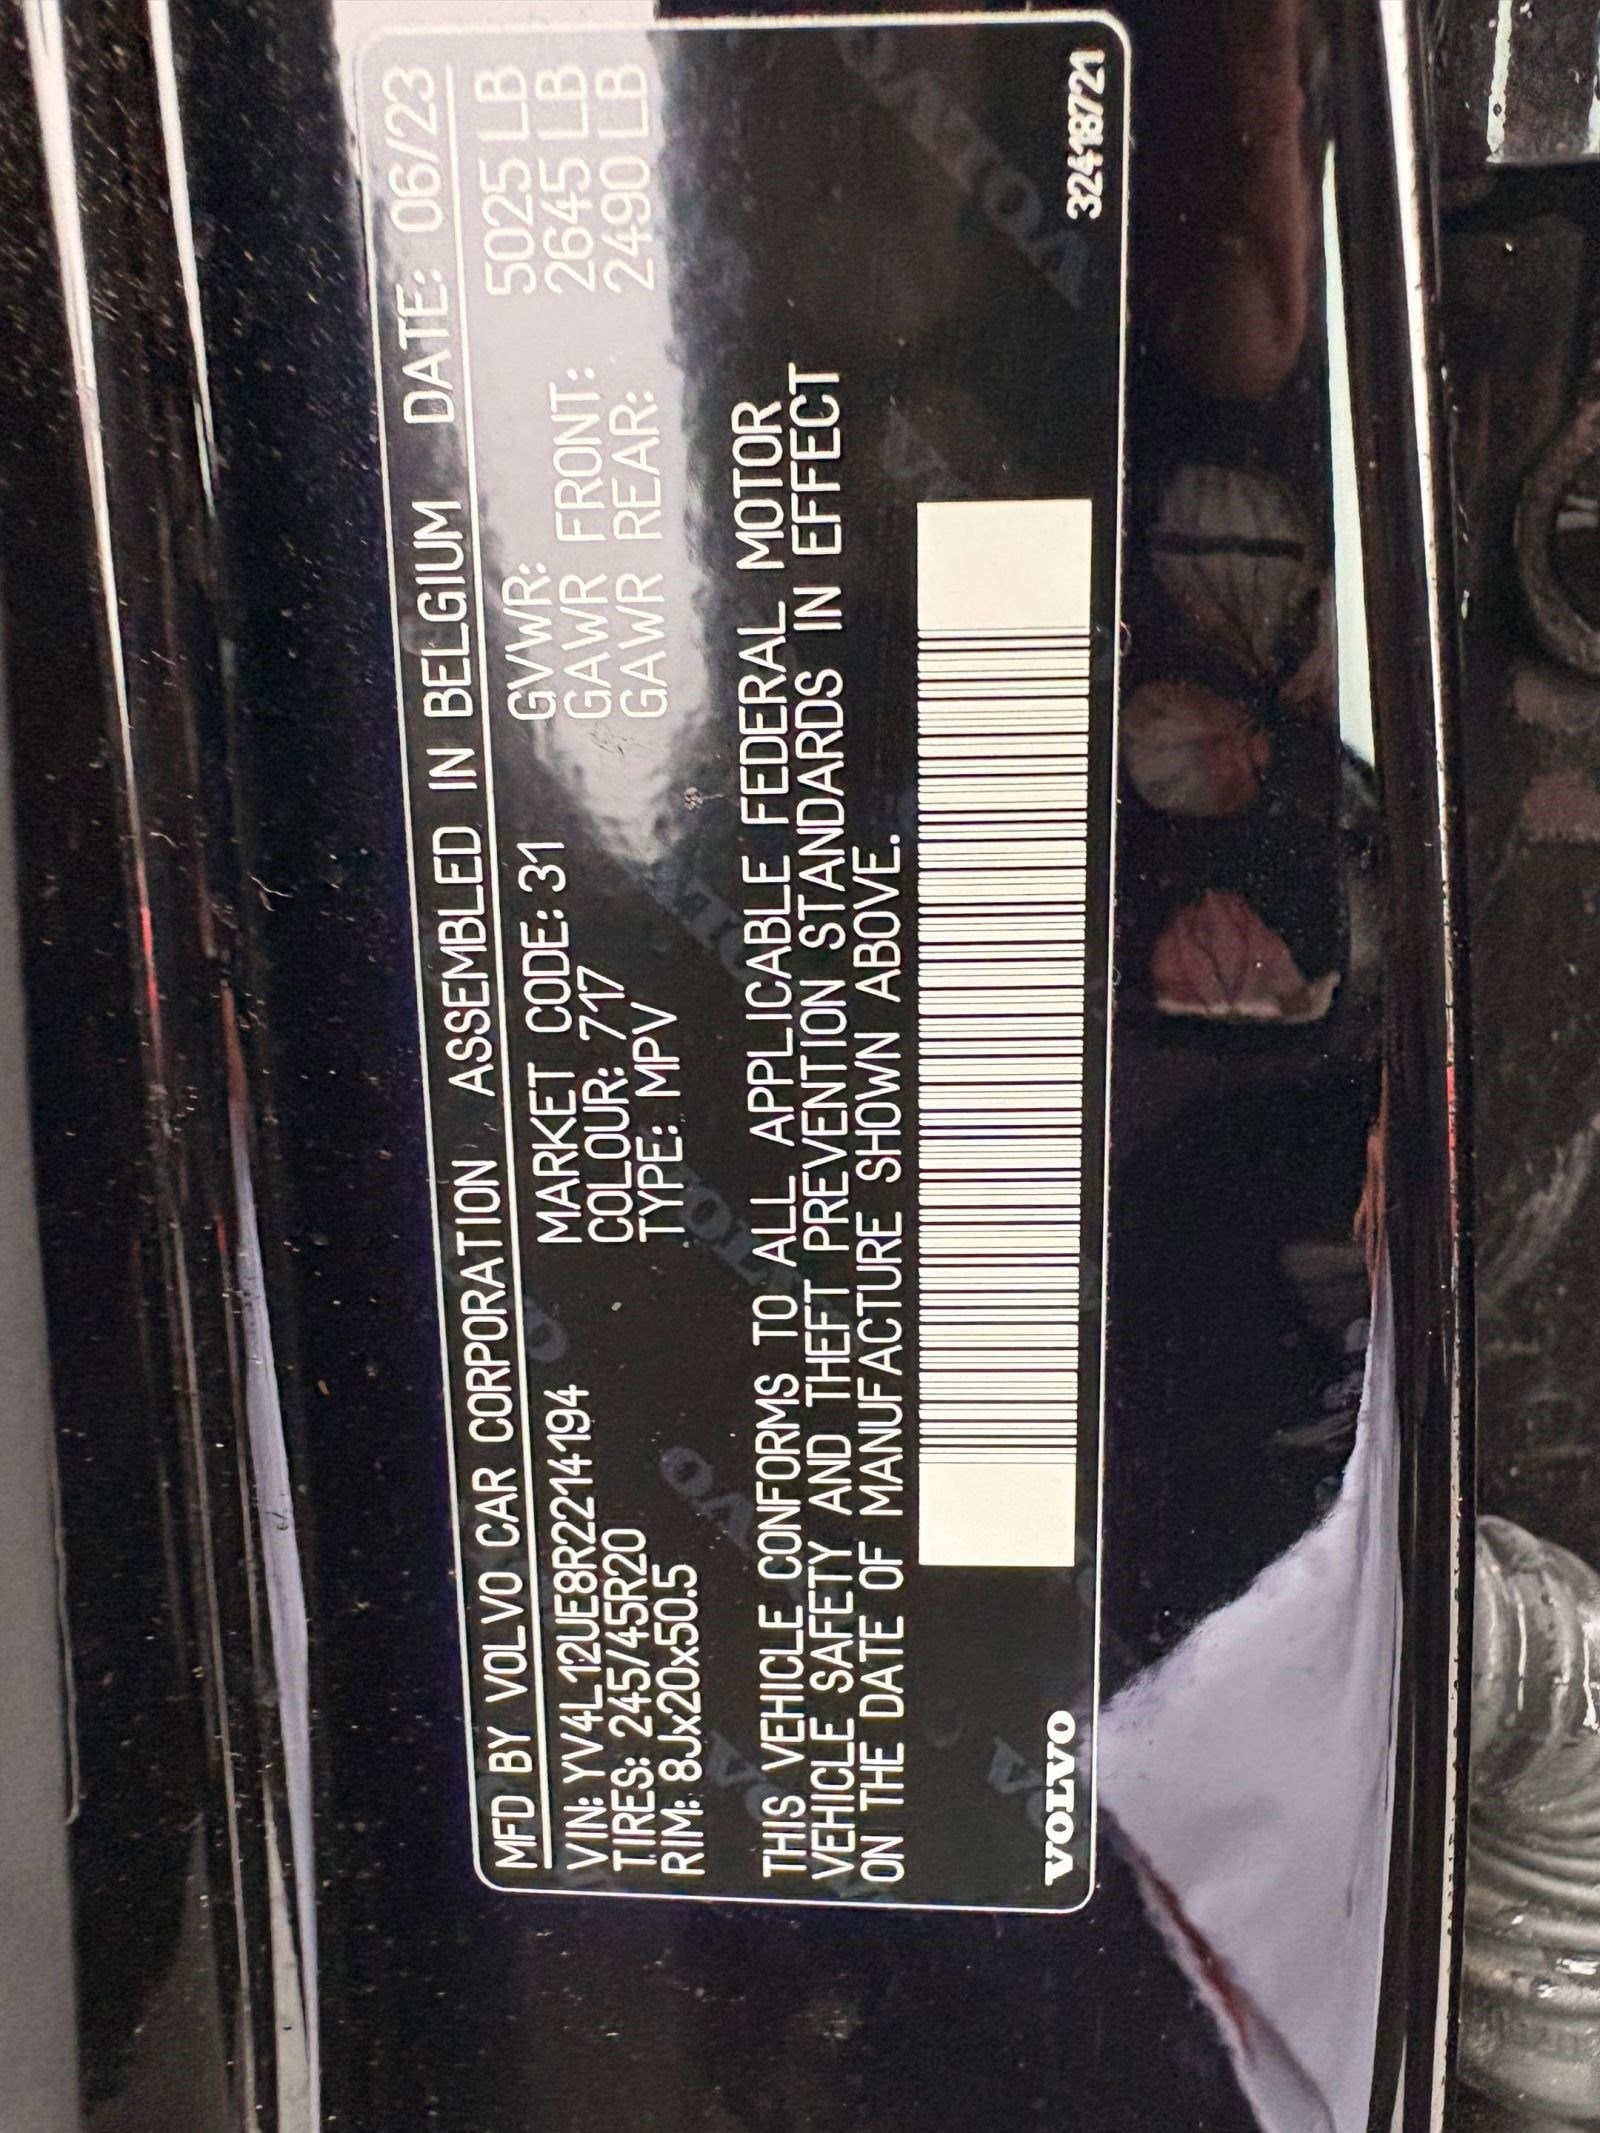 MFD BY VOLVO CAR CORPORATION ASSEMBLED IN BELGIUM DATE: 06/23
VIN: YV4L12UE8R2214194 MARKET CODE: 31 GVWR: 5025 LB
TIRES: 245/45R20 COLOUR: 717 GAWR FRONT: 2645 LB
RIM: 8Jx20x50.5 TYPE: MPV GAWR REAR: 2490 LB
THIS VEHICLE CONFORMS TO ALL APPLICABLE FEDERAL MOTOR
VEHICLE SAFETY AND THEFT PREVENTION STANDARDS IN EFFECT
ON THE DATE OF MANUFACTURE SHOWN ABOVE.
VOLVO 32418721